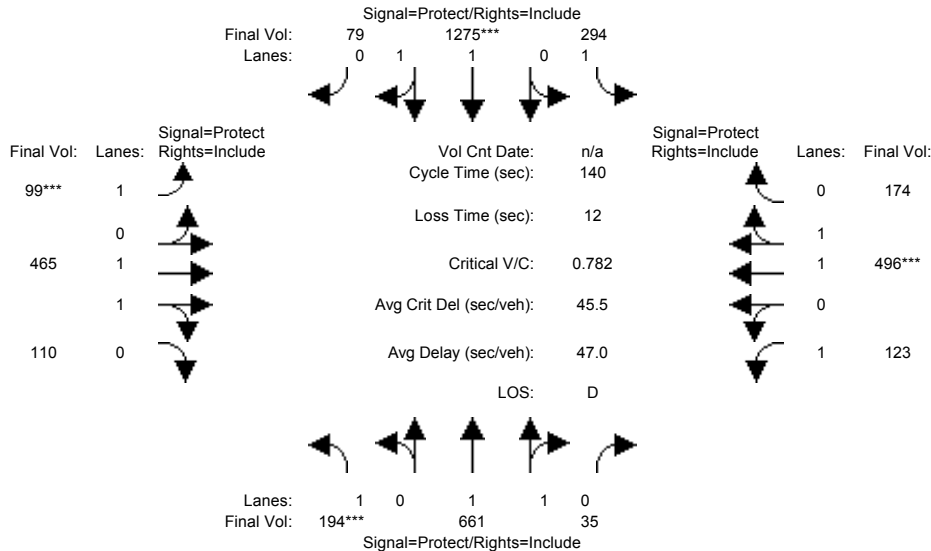 Signal=Protect/Rights=Include
Final Vol: 79 1275*** 294
Lanes: 0 1 1 0 1
Signal=Protect Signal=Protect
Final Vol: Lanes: Rights=Include Vol Cnt Date: n/a Rights=Include Lanes: Final Vol:
Cycle Time (sec): 140
99*** 1 0 174
Loss Time (sec): 12
0 1
465 1 Critical V/C: 0.782 1 496***
1 Avg Crit Del (sec/veh): 45.5 0
110 0 Avg Delay (sec/veh): 47.0 1 123
LOS: D
Lanes: 1 0 1 1 0
Final Vol: 194*** 661 35
Signal=Protect/Rights=Include